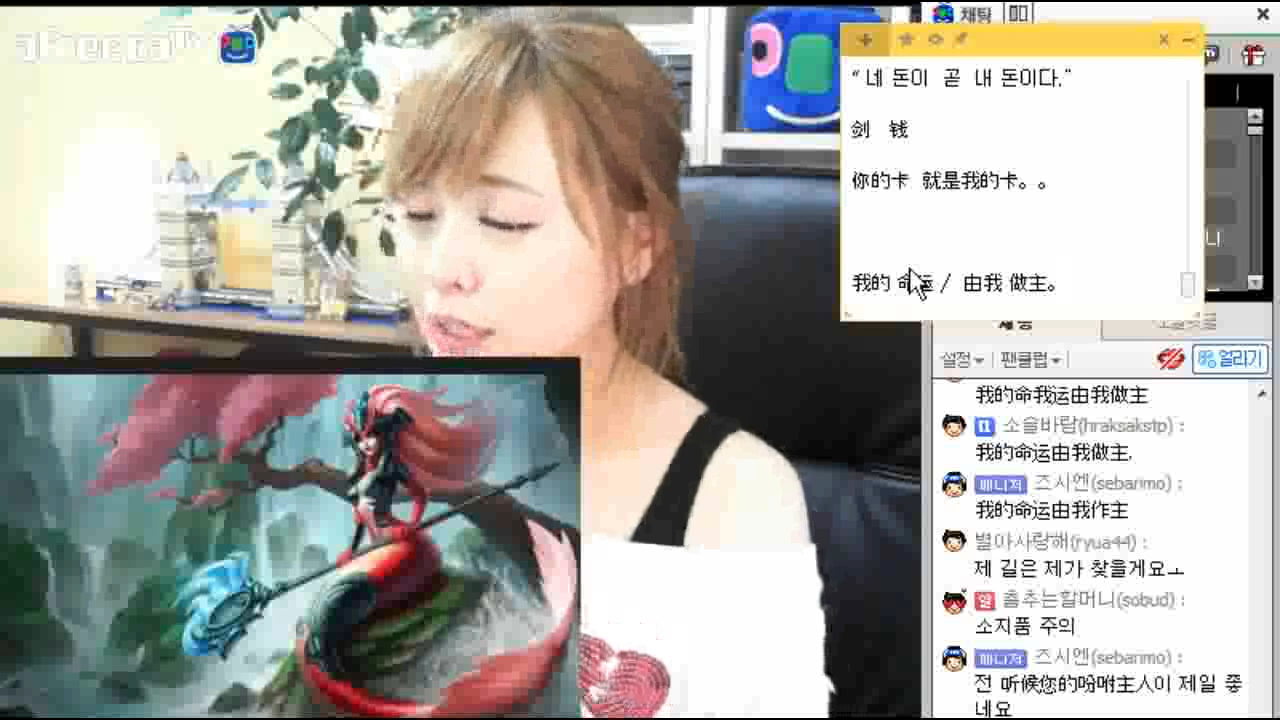 afreecaTV
채팅
“ 네 돈이 곧 내 돈이다.”
剑 钱
你的卡 就是我的卡。。
我的 命运 / 由我 做主。
채팅
설정
팬클럽
얼리기
我的命我运由我做主
소슬바람(hraksakstp) :
我的命运由我做主,
매니저 즈시엔(sebarimo) :
我的命运由我作主
별아사랑해(ryua44) :
제 길은 제가 찾을게요ㅗ
열 춤추는할머니(sobud) :
소지품 주의
매니저 즈시엔(sebarimo) :
전 听候您的吩咐主人이 제일 좋
네요